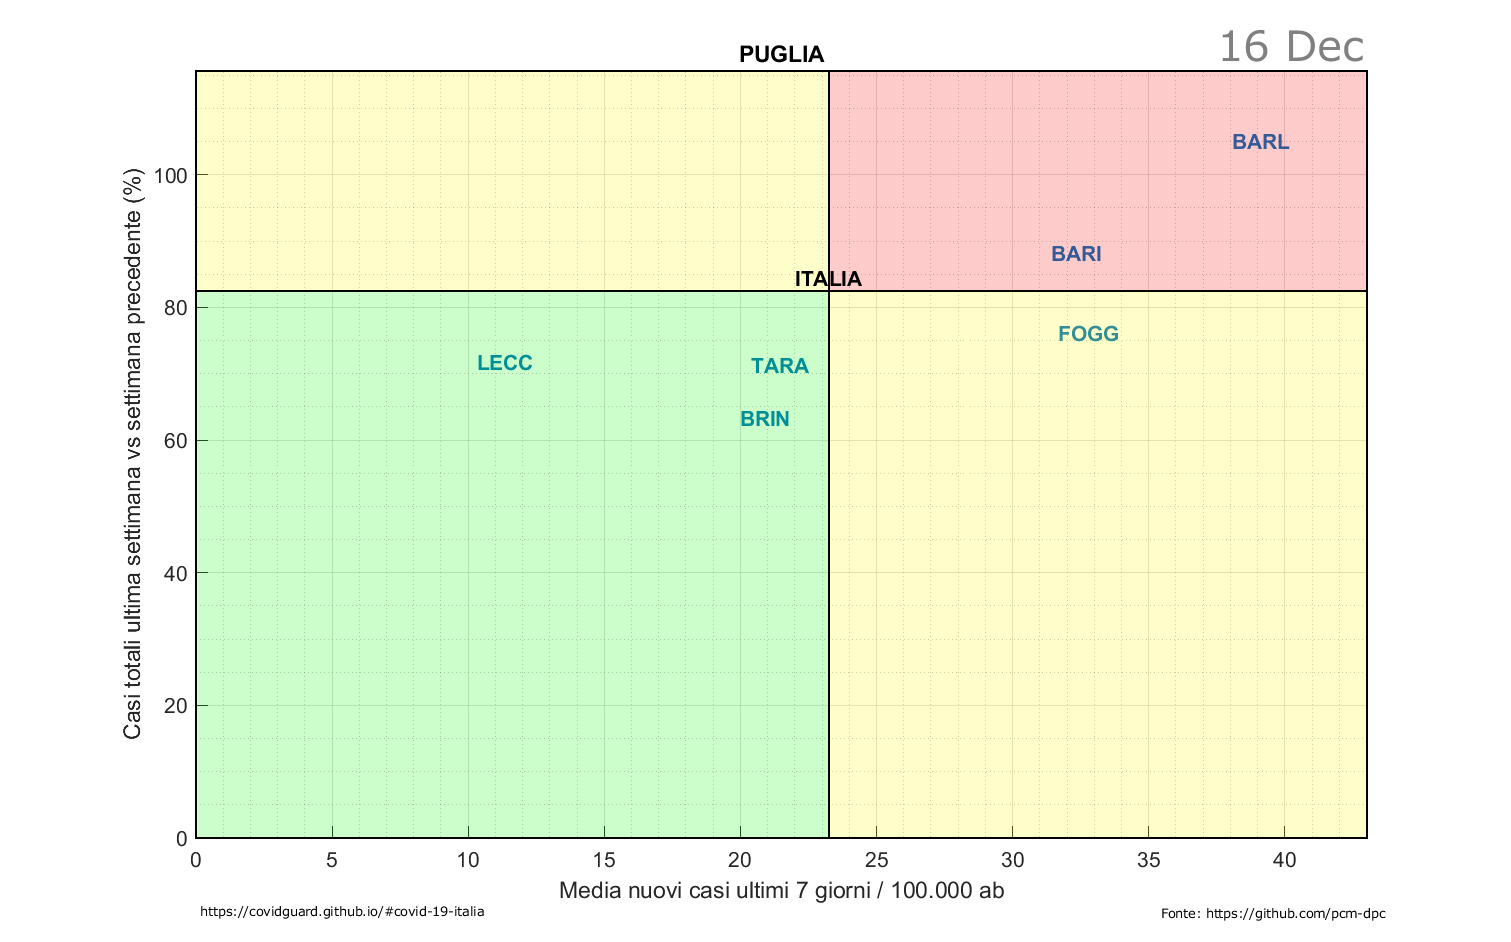 PUGLIA
16 Dec
BARL
BARI
ITALIA
FOGG
LECC
TARA
BRIN
Casi totali ultima settimana vs settimana precedente (%)
100
80
60
40
20
0
0 5 10 15 20 25 30 35 40
Media nuovi casi ultimi 7 giorni / 100.000 ab
https://covidguard.github.io/#covid-19-italia
Fonte: https://github.com/pcm-dpc